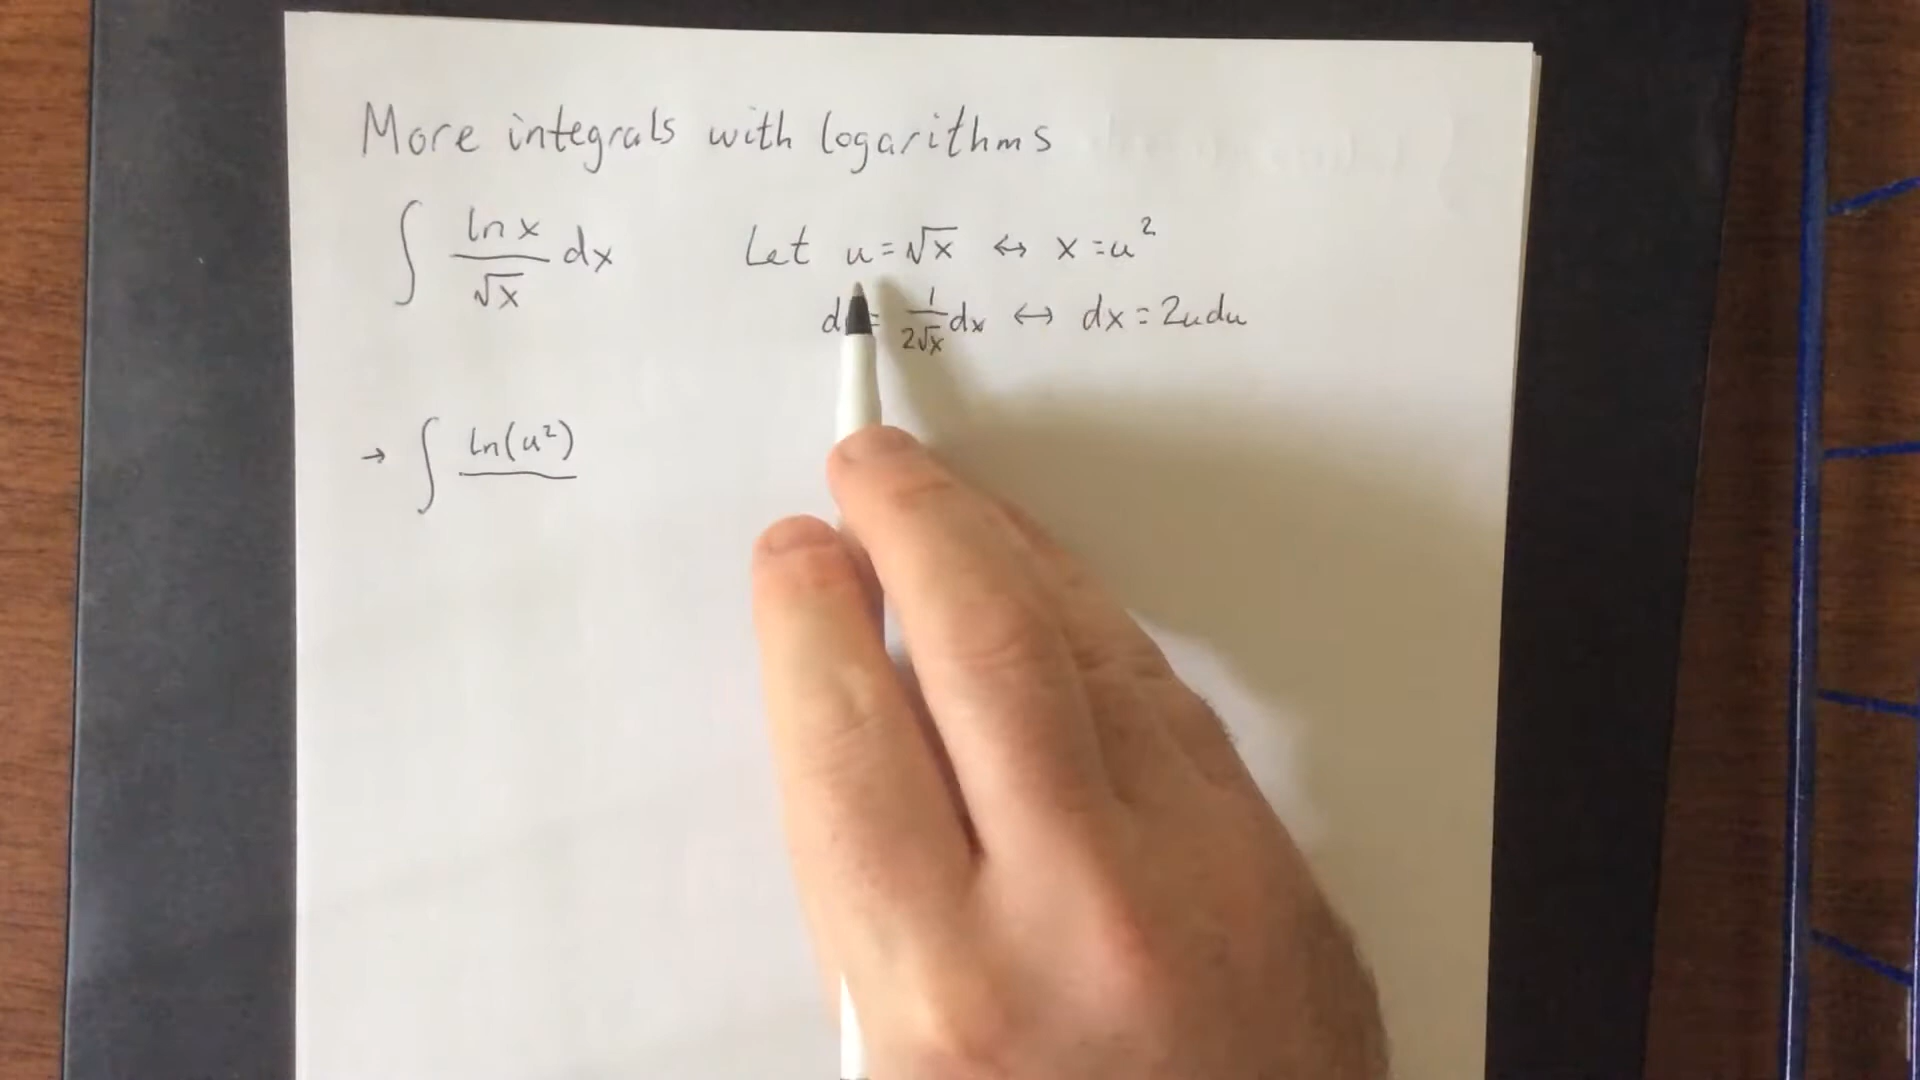 More integrals with logarithms
∫ ln x / √x dx Let u = √x ↔ x = u²
d = 1 / 2√x dx ↔ dx = 2u du
→ ∫ ln(u²)